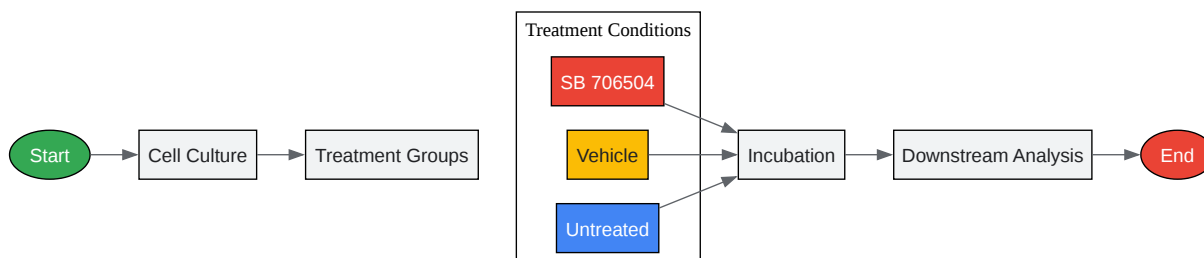 Start
Cell Culture
Treatment Groups
Treatment Conditions
SB 706504
Vehicle
Untreated
Incubation
Downstream Analysis
End